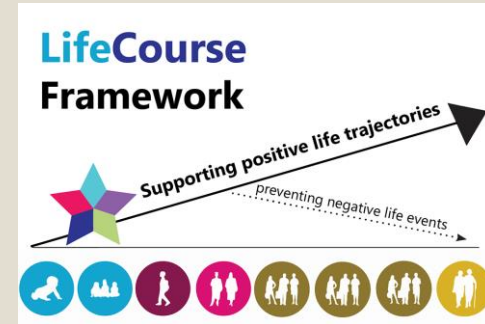 LifeCourse
Framework
Supporting positive life trajectories
preventing negative life events